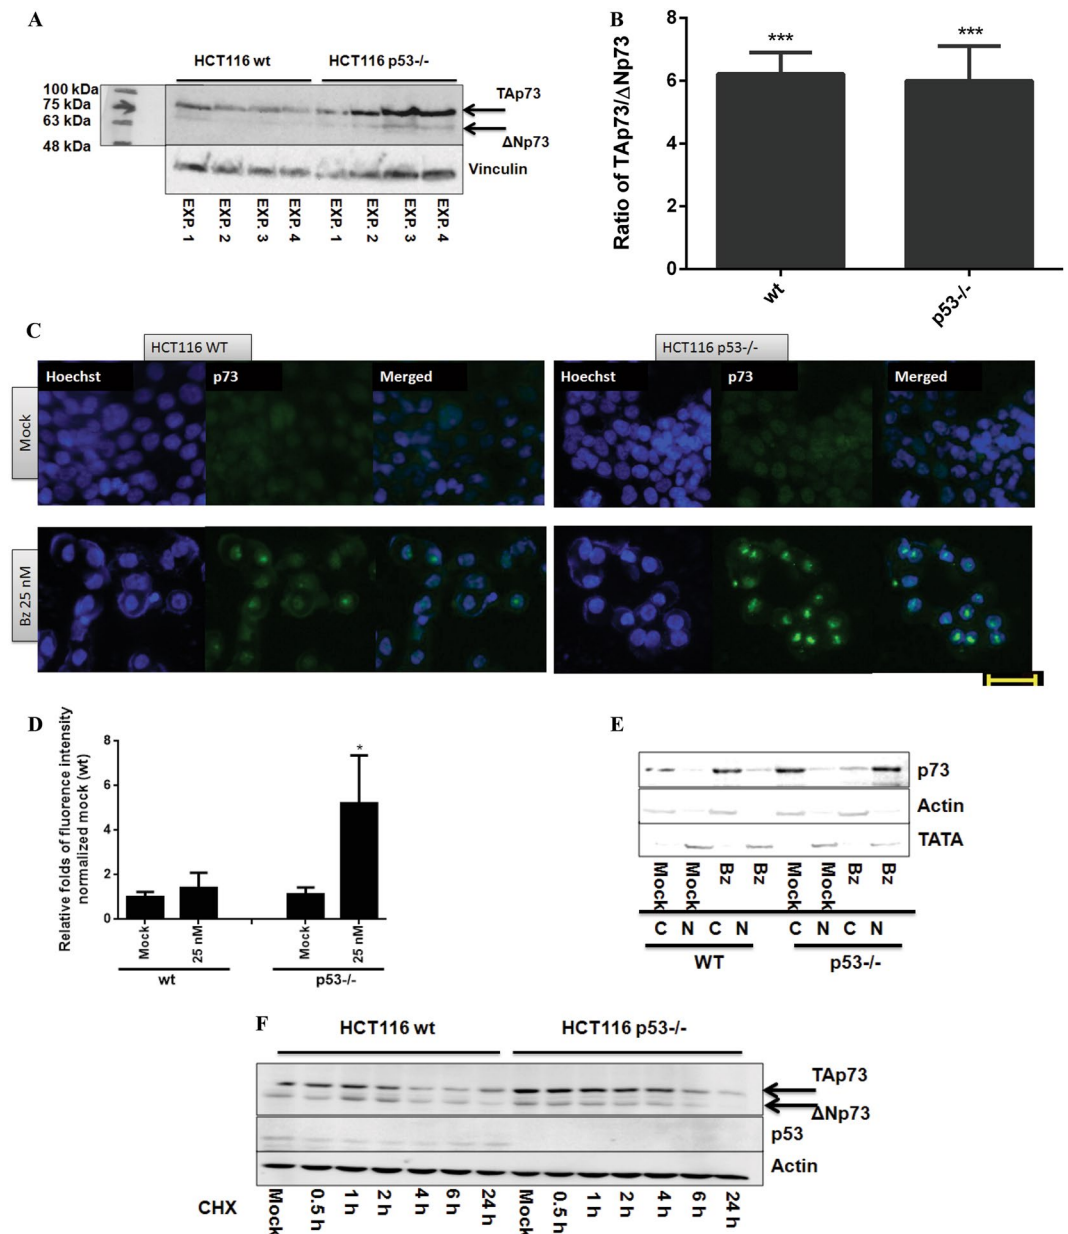 A
HCT116 wt
HCT116 p53-/-
100 kDa
75 kDa
63 kDa
48 kDa
TAp73
ΔNp73
Vinculin
EXP. 1
EXP. 2
EXP. 3
EXP. 4
EXP. 1
EXP. 2
EXP. 3
EXP. 4
B
Ratio of TAp73/ΔNp73
8
6
4
2
0
***
***
wt
p53-/-
C
HCT116 WT
HCT116 p53-/-
Mock
Hoechst
p73
Merged
Hoechst
p73
Merged
Bz 25 nM
D
Relative folds of fluorence intensity
normalized mock (wt)
8
6
4
2
0
*
Mock
25 nM
Mock
25 nM
wt
p53-/-
E
p73
Actin
TATA
Mock
Mock
Bz
Bz
Mock
Mock
Bz
Bz
C N C N C N C N
WT
p53-/-
F
HCT116 wt
HCT116 p53-/-
TAp73
ΔNp73
p53
Actin
CHX
Mock
0.5 h
1 h
2 h
4 h
6 h
24 h
Mock
0.5 h
1 h
2 h
4 h
6 h
24 h